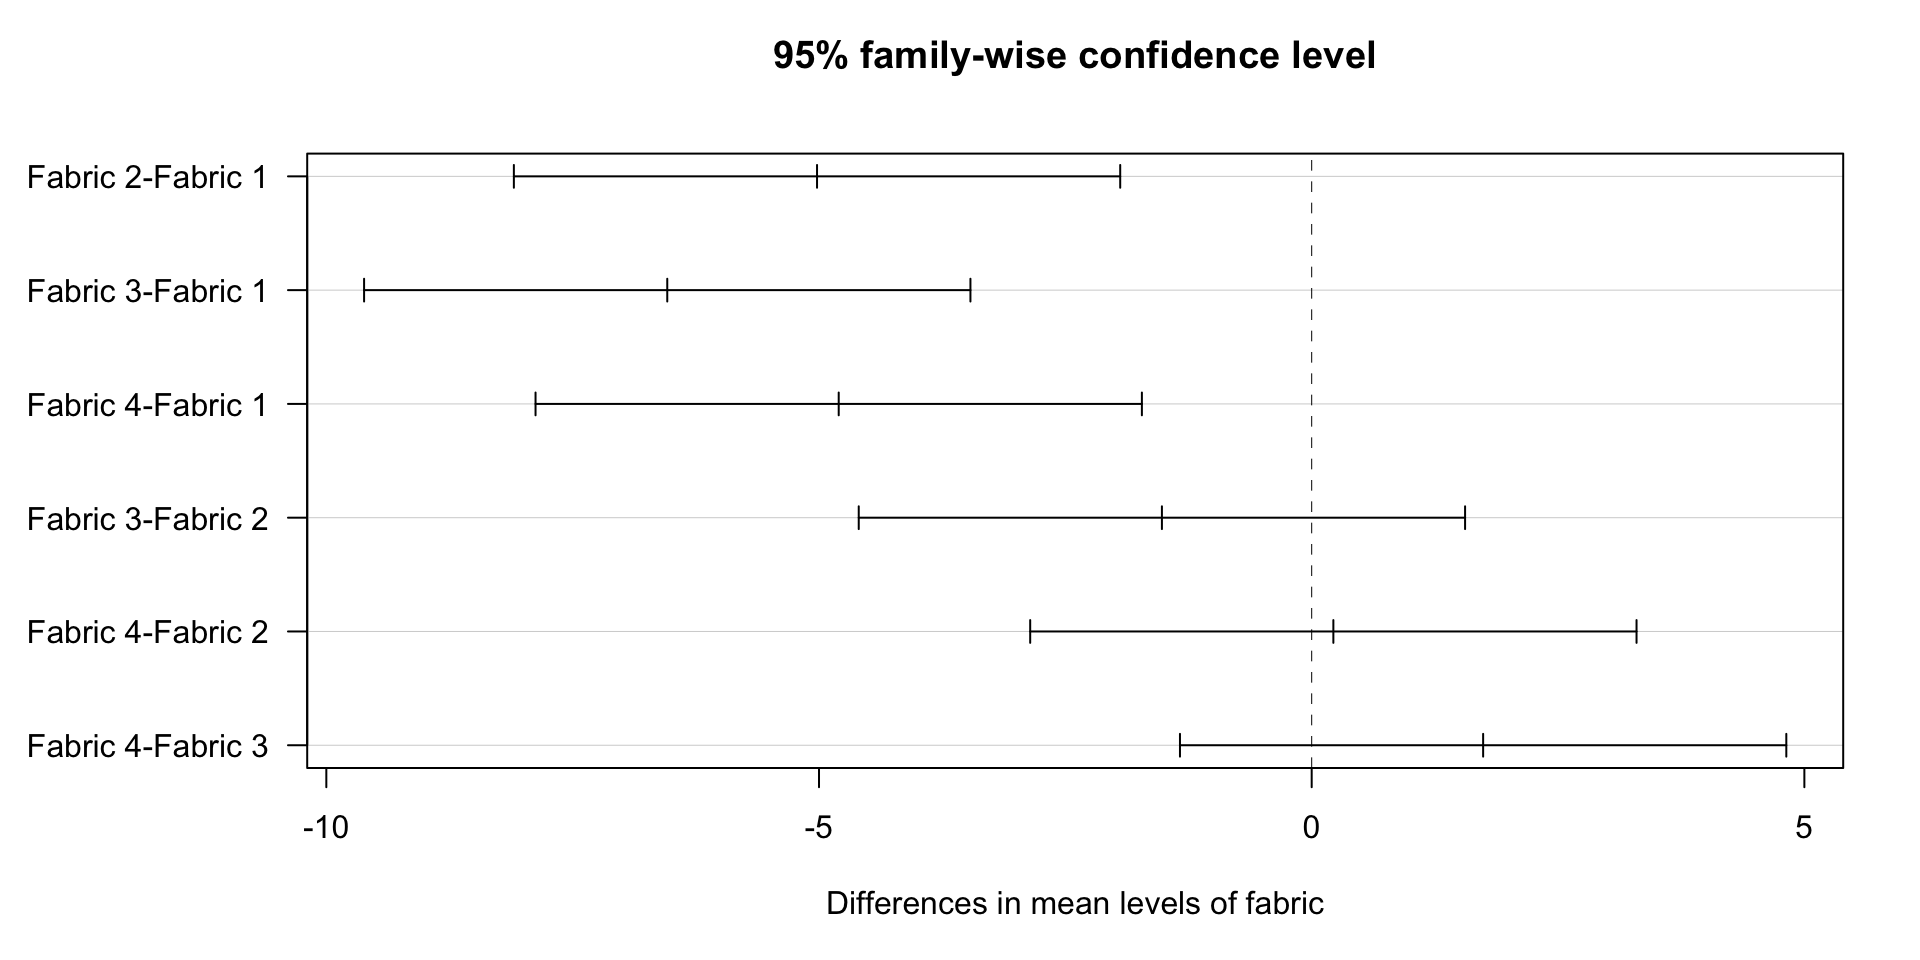 95% family-wise confidence level
Fabric 2-Fabric 1
Fabric 3-Fabric 1
Fabric 4-Fabric 1
Fabric 3-Fabric 2
Fabric 4-Fabric 2
Fabric 4-Fabric 3
-10 -5 0 5
Differences in mean levels of fabric